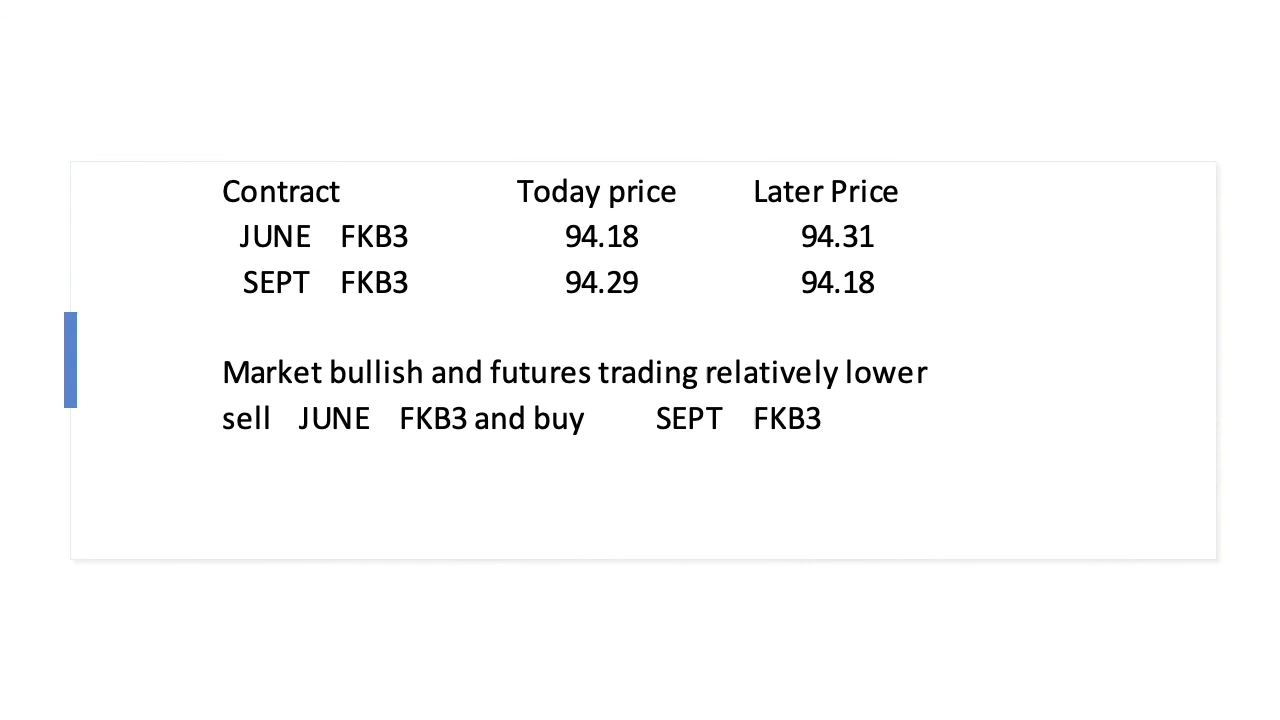 Contract Today price Later Price
JUNE FKB3 94.18 94.31
SEPT FKB3 94.29 94.18
Market bullish and futures trading relatively lower
sell JUNE FKB3 and buy SEPT FKB3